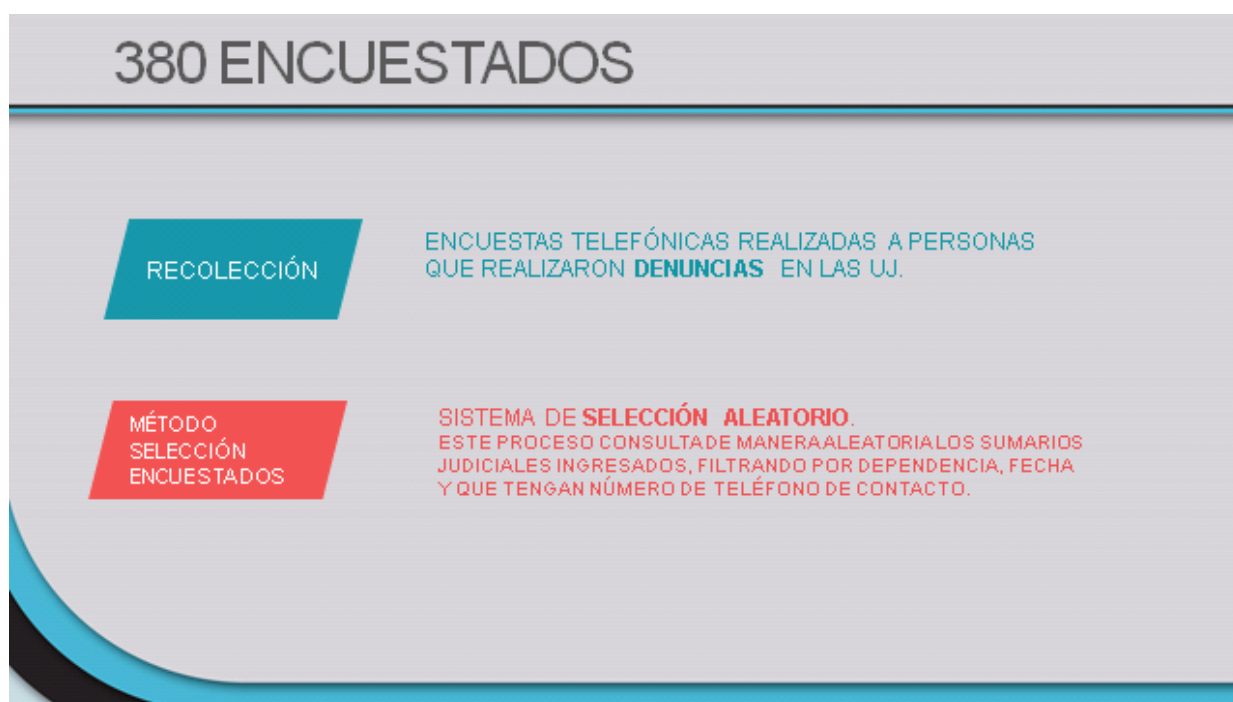 380 ENCUESTADOS
RECOLECCIÓN
ENCUESTAS TELEFÓNICAS REALIZADAS A PERSONAS
QUE REALIZARON DENUNCIAS EN LAS UJ.
MÉTODO
SELECCIÓN
ENCUESTADOS
SISTEMA DE SELECCIÓN ALEATORIO.
ESTE PROCESO CONSULTA DE MANERA ALEATORIA LOS SUMARIOS
JUDICIALES INGRESADOS, FILTRANDO POR DEPENDENCIA, FECHA
Y QUE TENGAN NÚMERO DE TELÉFONO DE CONTACTO.